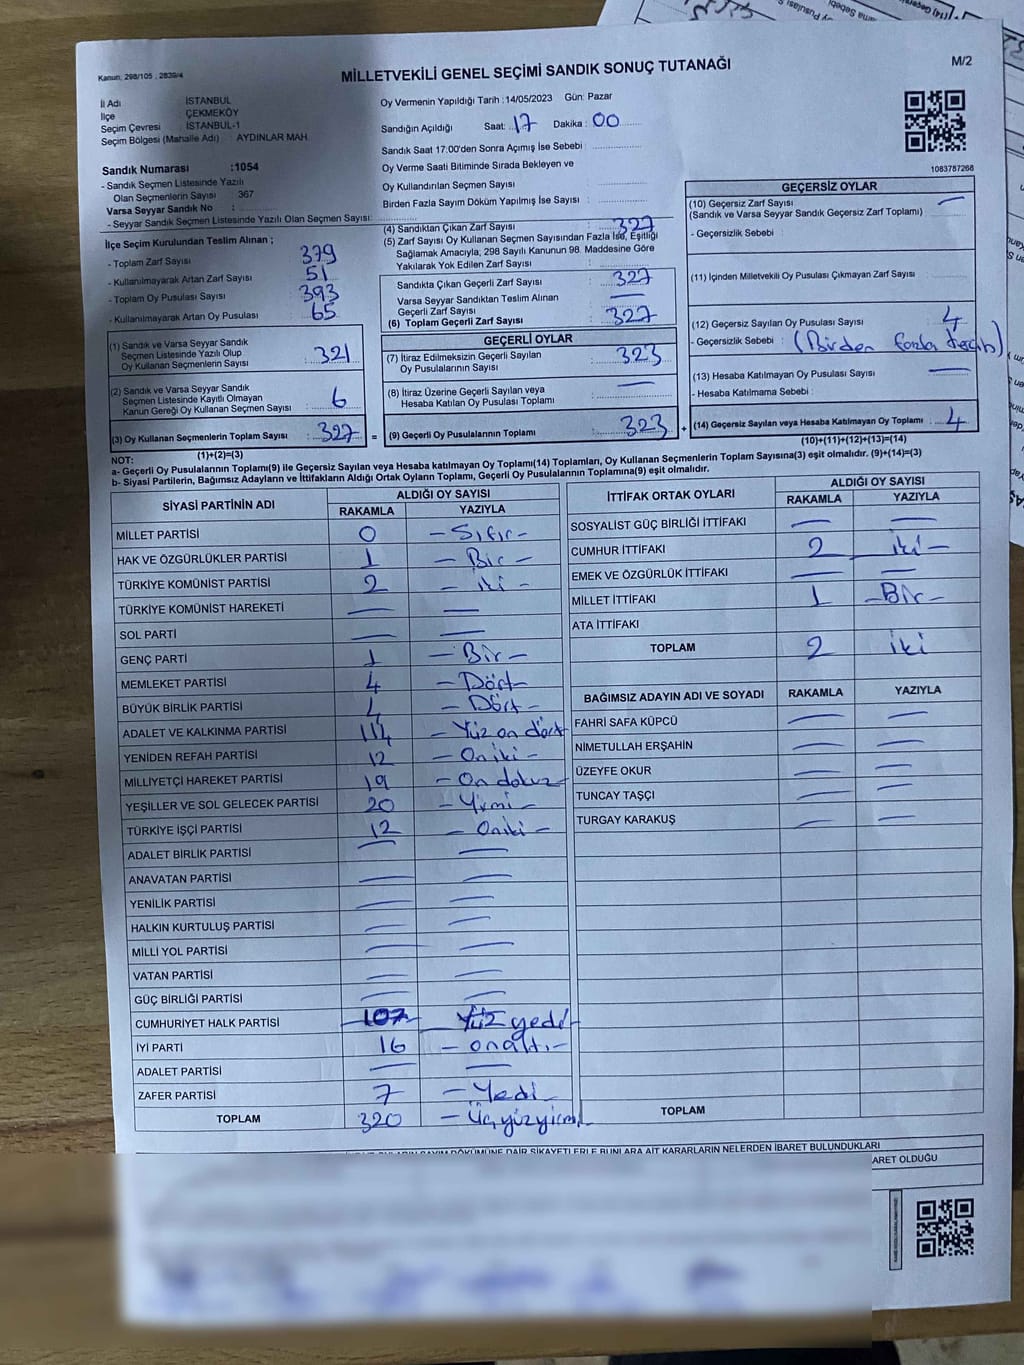 Kanun: 298/105 , 2839/4
MİLLETVEKİLİ GENEL SEÇİMİ SANDIK SONUÇ TUTANAĞI
M/2
İl Adı İSTANBUL
İlçe ÇEKMEKÖY
Seçim Çevresi İSTANBUL-1
Seçim Bölgesi (Mahalle Adı) AYDINLAR MAH.
Sandık Numarası :1054
- Sandık Seçmen Listesinde Yazılı
Olan Seçmenlerin Sayısı : 367
Varsa Seyyar Sandık No :
- Seyyar Sandık Seçmen Listesinde Yazılı Olan Seçmen Sayısı:
İlçe Seçim Kurulundan Teslim Alınan ;
- Toplam Zarf Sayısı : 379
- Kullanılmayarak Artan Zarf Sayısı : 51
- Toplam Oy Pusulası Sayısı : 393
- Kullanılmayarak Artan Oy Pusulası : 65
(1) Sandık ve Varsa Seyyar Sandık
Seçmen Listesinde Yazılı Olup
Oy Kullanan Seçmenlerin Sayısı : 321
(2) Sandık ve Varsa Seyyar Sandık
Seçmen Listesinde Kayıtlı Olmayan
Kanun Gereği Oy Kullanan Seçmen Sayısı : 6
(3) Oy Kullanan Seçmenlerin Toplam Sayısı : 327
(1)+(2)=(3)
Oy Vermenin Yapıldığı Tarih :14/05/2023 Gün: Pazar
Sandığın Açıldığı Saat: 17 Dakika : 00
Sandık Saat 17:00'den Sonra Açımış İse Sebebi :
Oy Verme Saati Bitiminde Sırada Bekleyen ve
Oy Kullandırılan Seçmen Sayısı :
Birden Fazla Sayım Döküm Yapılmış İse Sayısı :
(4) Sandıktan Çıkan Zarf Sayısı : 327
(5) Zarf Sayısı Oy Kullanan Seçmen Sayısından Fazla İse, Eşitliği
Sağlamak Amacıyla, 298 Sayılı Kanunun 98. Maddesine Göre
Yakılarak Yok Edilen Zarf Sayısı :
Sandıkta Çıkan Geçerli Zarf Sayısı : 327
Varsa Seyyar Sandıktan Teslim Alınan
Geçerli Zarf Sayısı : —
(6) Toplam Geçerli Zarf Sayısı : 327
GEÇERLİ OYLAR
(7) İtiraz Edilmeksizin Geçerli Sayılan
Oy Pusulalarının Sayısı : 323
(8) İtiraz Üzerine Geçerli Sayılan veya
Hesaba Katılan Oy Pusulası Toplamı : —
= (9) Geçerli Oy Pusulalarının Toplamı : 323
1083787268
GEÇERSİZ OYLAR
(10) Geçersiz Zarf Sayısı : —
(Sandık ve Varsa Seyyar Sandık Geçersiz Zarf Toplamı)
- Geçersizlik Sebebi :
(11) İçinden Milletvekili Oy Pusulası Çıkmayan Zarf Sayısı :
(12) Geçersiz Sayılan Oy Pusulası Sayısı : 4
- Geçersizlik Sebebi : (Birden fazla tercih)
(13) Hesaba Katılmayan Oy Pusulası Sayısı : —
- Hesaba Katılmama Sebebi :
+ (14) Geçersiz Sayılan veya Hesaba Katılmayan Oy Toplamı : 4
(10)+(11)+(12)+(13)=(14)
NOT:
a- Geçerli Oy Pusulalarının Toplamı(9) ile Geçersiz Sayılan veya Hesaba katılmayan Oy Toplamı(14) Toplamları, Oy Kullanan Seçmenlerin Toplam Sayısına(3) eşit olmalıdır. (9)+(14)=(3)
b- Siyasi Partilerin, Bağımsız Adayların ve İttifakların Aldığı Ortak Oyların Toplamı, Geçerli Oy Pusulalarının Toplamına(9) eşit olmalıdır.
SİYASİ PARTİNİN ADI ALDIĞI OY SAYISI
RAKAMLA YAZIYLA
MİLLET PARTİSİ 0 – Sıfır –
HAK VE ÖZGÜRLÜKLER PARTİSİ 1 – Bir –
TÜRKİYE KOMÜNİST PARTİSİ 2 – iki –
TÜRKİYE KOMÜNİST HAREKETİ — —
SOL PARTİ — —
GENÇ PARTİ 1 – Bir –
MEMLEKET PARTİSİ 4 – Dört –
BÜYÜK BİRLİK PARTİSİ 4 – Dört –
ADALET VE KALKINMA PARTİSİ 114 – Yüz on dört
YENİDEN REFAH PARTİSİ 12 – On iki –
MİLLİYETÇİ HAREKET PARTİSİ 19 – On dokuz
YEŞİLLER VE SOL GELECEK PARTİSİ 20 – Yirmi –
TÜRKİYE İŞÇİ PARTİSİ 12 – Oniki –
ADALET BİRLİK PARTİSİ — —
ANAVATAN PARTİSİ — —
YENİLİK PARTİSİ — —
HALKIN KURTULUŞ PARTİSİ — —
MİLLİ YOL PARTİSİ — —
VATAN PARTİSİ — —
GÜÇ BİRLİĞİ PARTİSİ — —
CUMHURİYET HALK PARTİSİ 107 Yüz yedi –
İYİ PARTİ 16 – onaltı –
ADALET PARTİSİ — —
ZAFER PARTİSİ 7 – Yedi –
TOPLAM 320 – Üçyüzyirmi –
İTTİFAK ORTAK OYLARI ALDIĞI OY SAYISI
RAKAMLA YAZIYLA
SOSYALİST GÜÇ BİRLİĞİ İTTİFAKI — —
CUMHUR İTTİFAKI 2 iki –
EMEK VE ÖZGÜRLÜK İTTİFAKI — —
MİLLET İTTİFAKI 1 – Bir –
ATA İTTİFAKI
TOPLAM 2 iki
BAĞIMSIZ ADAYIN ADI VE SOYADI RAKAMLA YAZIYLA
FAHRİ SAFA KÜPCÜ — —
NİMETULLAH ERŞAHİN — —
ÜZEYFE OKUR — —
TUNCAY TAŞÇI — —
TURGAY KARAKUŞ — —
TOPLAM
DÖKÜMÜNE DAİR ŞİKAYETLERLE BUNLARA AİT KARARLARIN NELERDEN İBARET BULUNDUKLARI
ARET OLDUĞU